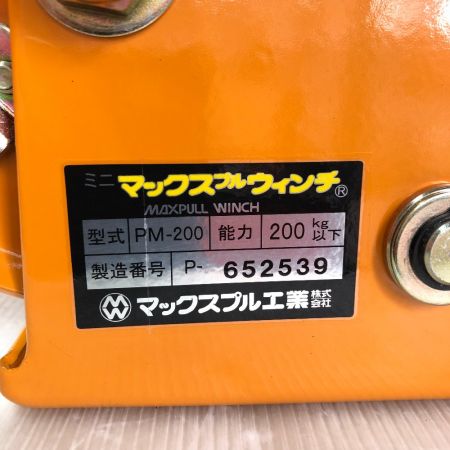 ミニ マックスプルウィンチ®
MAXPULL WINCH
型式 PM-200 能力 200 kg以下
製造番号 P- 652539
マックスプル工業株式会社